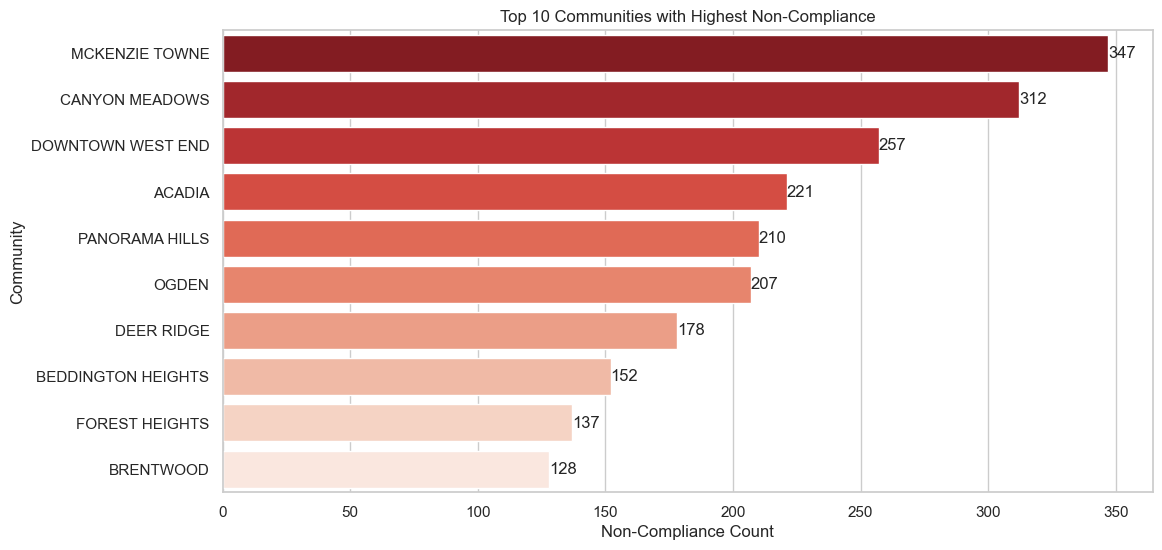 Top 10 Communities with Highest Non-Compliance
Community
MCKENZIE TOWNE 347
CANYON MEADOWS 312
DOWNTOWN WEST END 257
ACADIA 221
PANORAMA HILLS 210
OGDEN 207
DEER RIDGE 178
BEDDINGTON HEIGHTS 152
FOREST HEIGHTS 137
BRENTWOOD 128
0 50 100 150 200 250 300 350
Non-Compliance Count